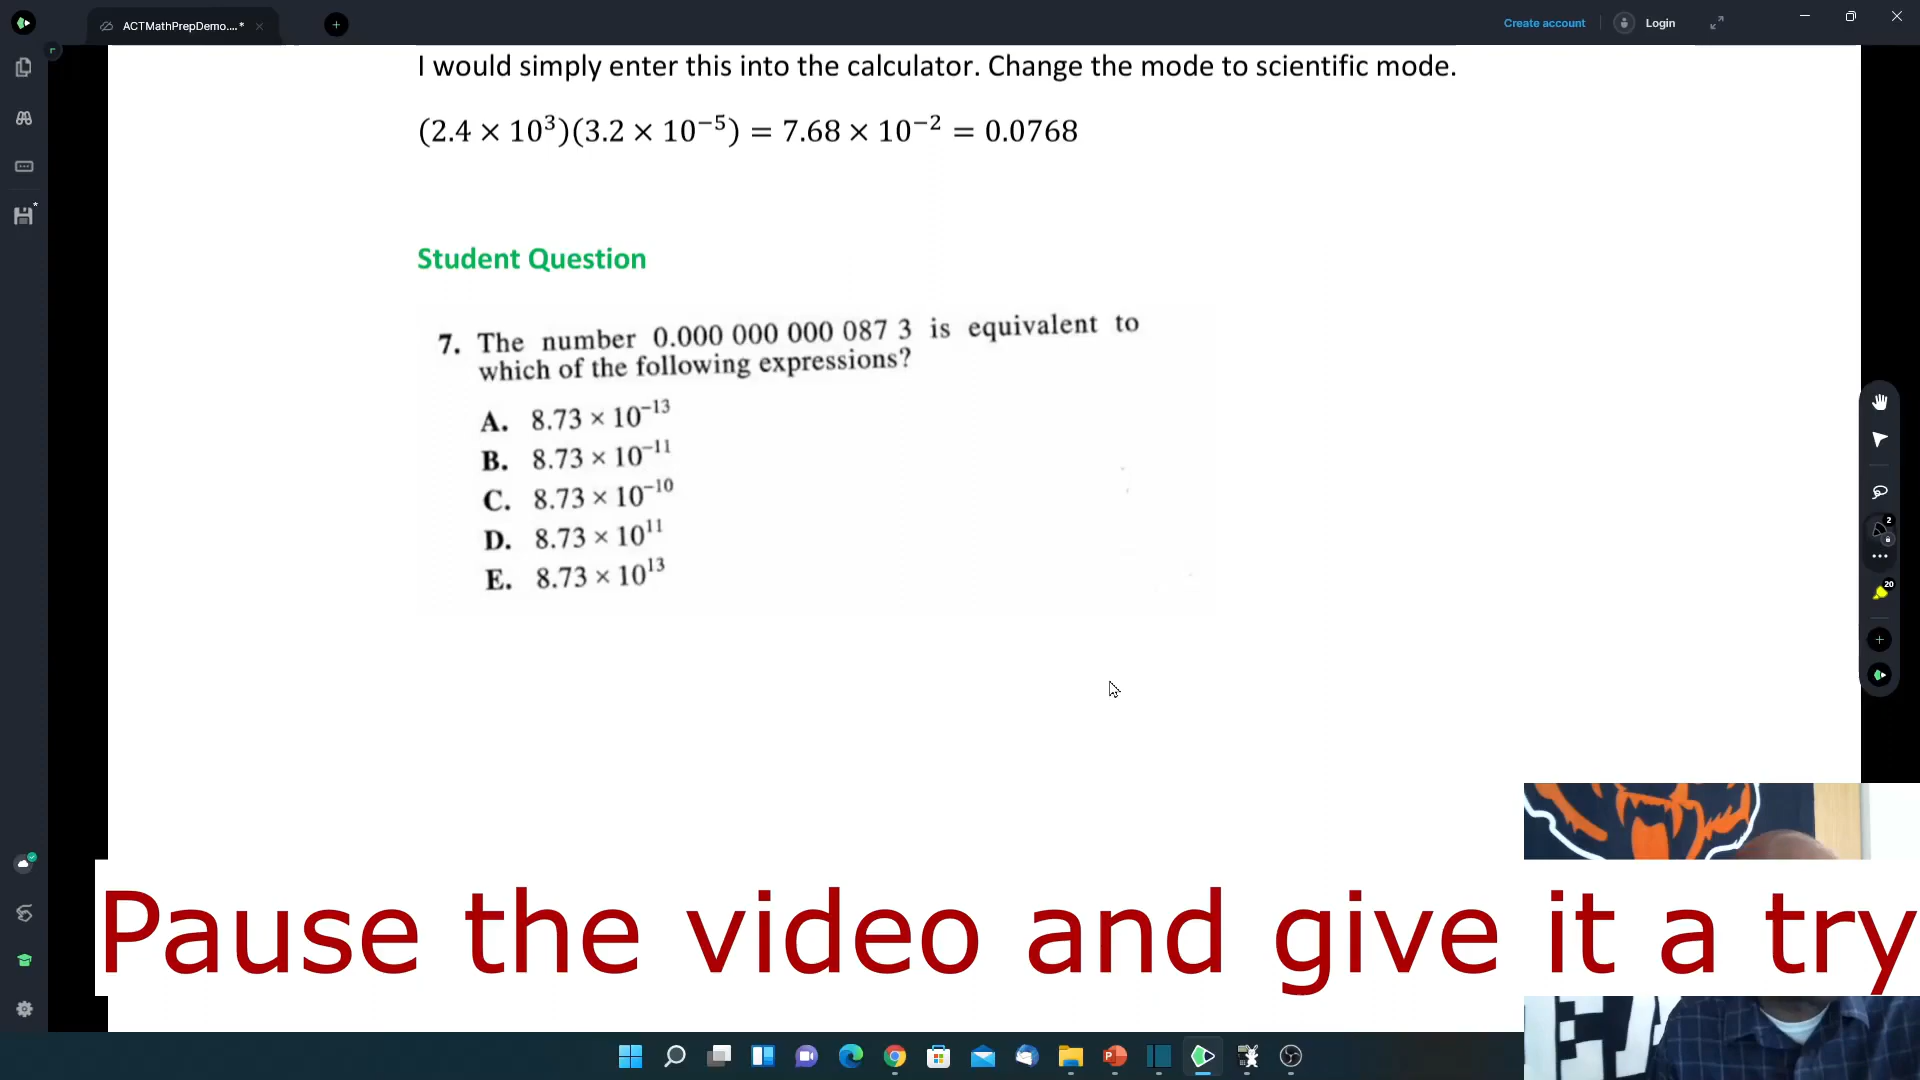 ACTMathPrepDemo....*
Create account
Login
I would simply enter this into the calculator. Change the mode to scientific mode.
(2.4 × 10³)(3.2 × 10⁻⁵) = 7.68 × 10⁻² = 0.0768
Student Question
7. The number 0.000 000 000 087 3 is equivalent to
which of the following expressions?
A. 8.73 × 10⁻¹³
B. 8.73 × 10⁻¹¹
C. 8.73 × 10⁻¹⁰
D. 8.73 × 10¹¹
E. 8.73 × 10¹³
2
20
Pause the video and give it a try